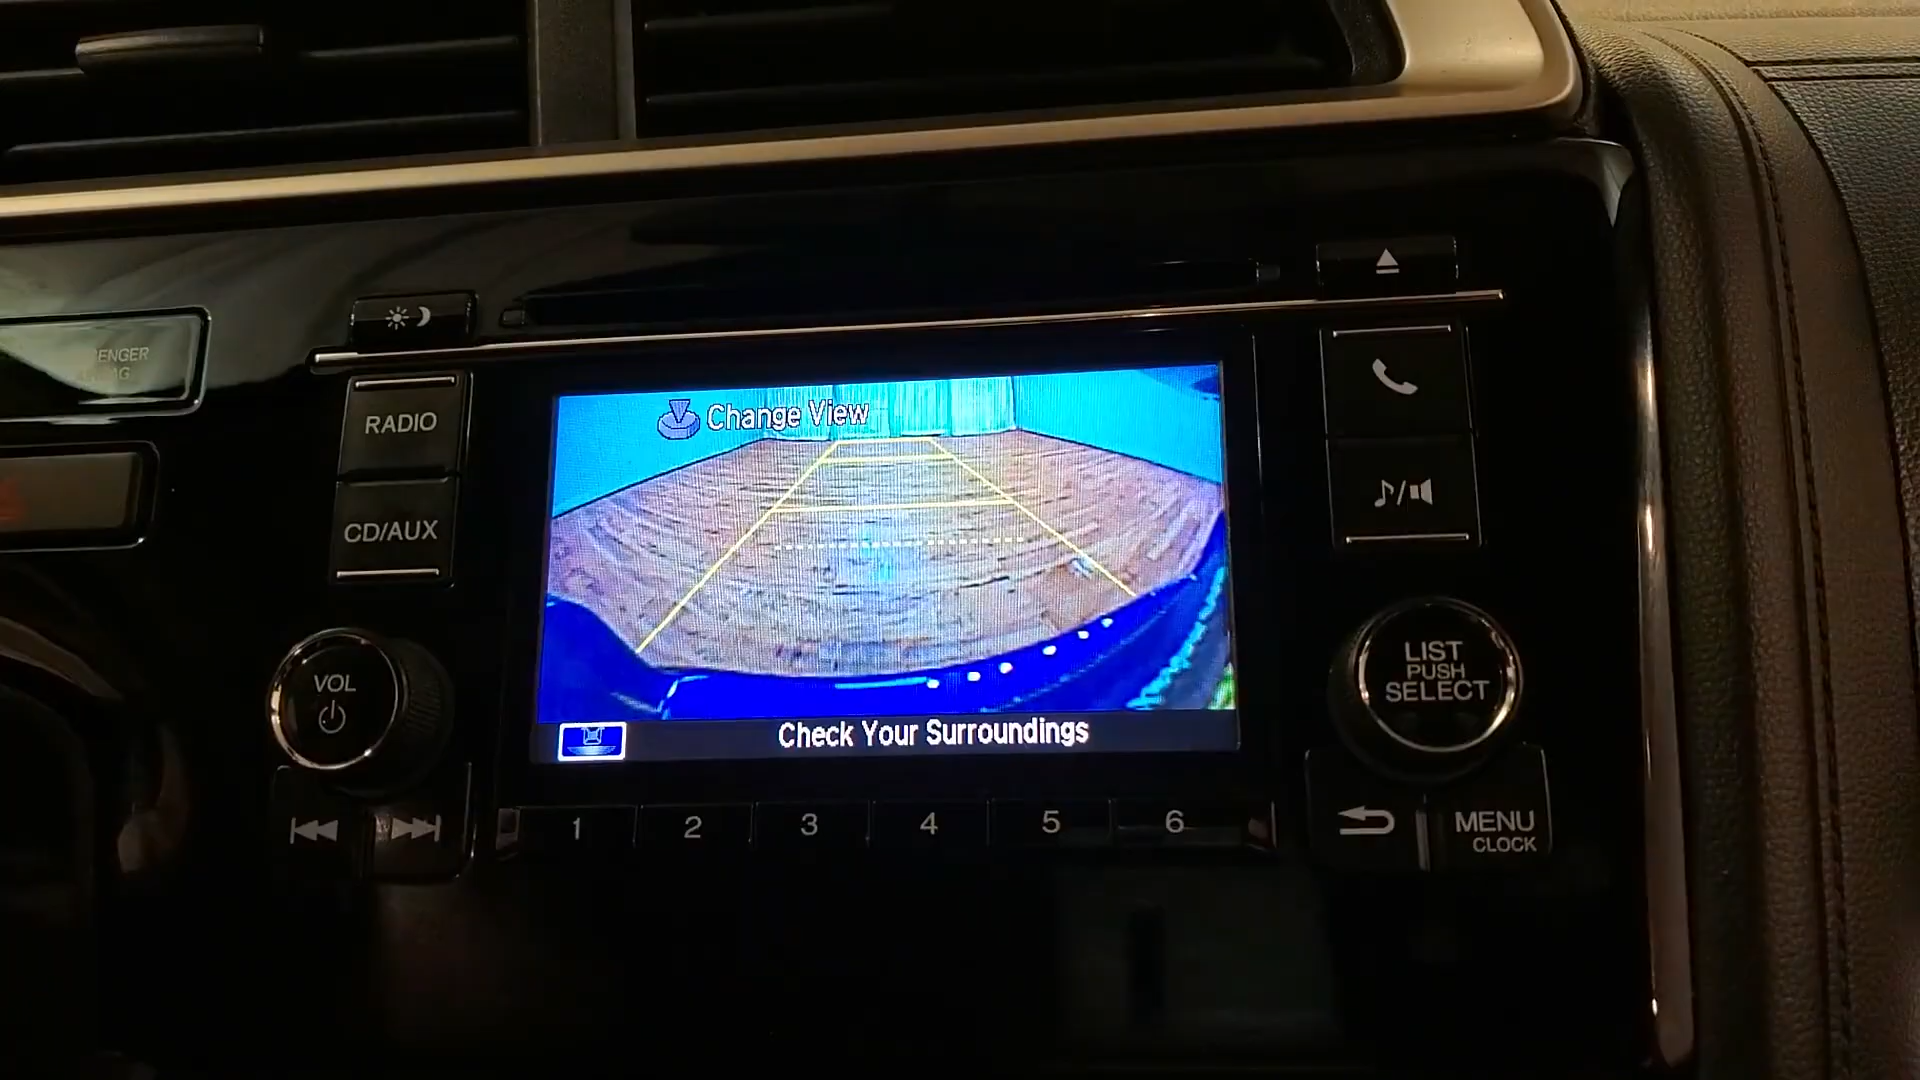 ENGER
RADIO
Change View
CD/AUX
VOL
LIST
PUSH
SELECT
Check Your Surroundings
1 2 3 4 5 6
MENU
CLOCK